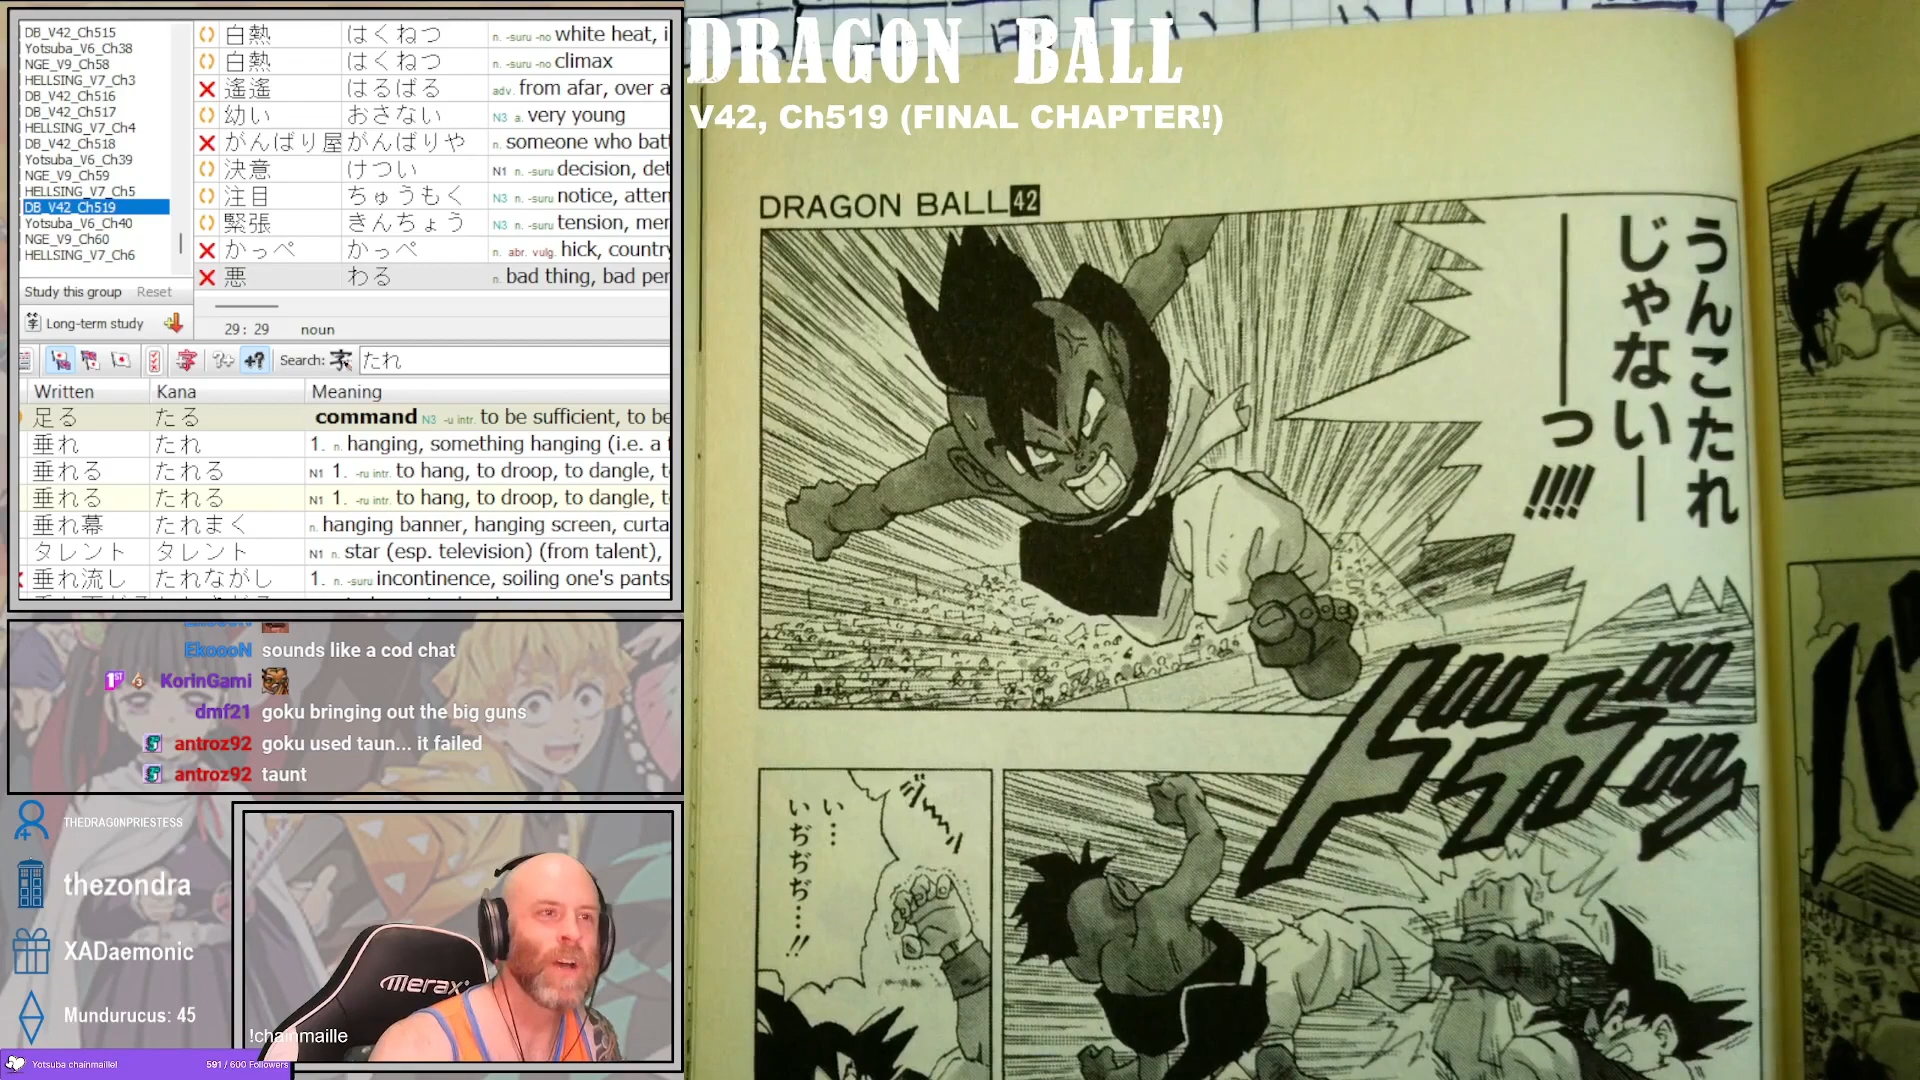 DB_V42_Ch515
Yotsuba_V6_Ch38
NGE_V9_Ch58
HELLSING_V7_Ch3
DB_V42_Ch516
DB_V42_Ch517
HELLSING_V7_Ch4
DB_V42_Ch518
Yotsuba_V6_Ch39
NGE_V9_Ch59
HELLSING_V7_Ch5
DB_V42_Ch519
Yotsuba_V6_Ch40
NGE_V9_Ch60
HELLSING_V7_Ch6
Study this group Reset
Long-term study
白熱 はくねつ n. -suru -no white heat, i
白熱 はくねつ n. -suru -no climax
遙遙 はるばる adv. from afar, over a
幼い おさない N3 a. very young
がんばり屋 がんばりや n. someone who bat
決意 けつい N1 n. -suru decision, det
注目 ちゅうもく N3 n. -suru notice, atten
緊張 きんちょう N3 n. -suru tension, mer
かっぺ かっぺ n. abr. vulg. hick, country
悪 わる n. bad thing, bad per
29: 29 noun
Search: たれ
Written Kana Meaning
足る たる command N3 -u intr. to be sufficient, to be
垂れ たれ 1. n. hanging, something hanging (i.e. a f
垂れる たれる N1 1. -ru intr. to hang, to droop, to dangle, t
垂れる たれる N1 1. -ru intr. to hang, to droop, to dangle, t
垂れ幕 たれまく n. hanging banner, hanging screen, curta
タレント タレント N1 n. star (esp. television) (from talent),
垂れ流し たれながし 1. n. -suru incontinence, soiling one's pants
EkoooN sounds like a cod chat
1ST KorinGami
dmf21 goku bringing out the big guns
antroz92 goku used taun... it failed
antroz92 taunt
THEDRAG0NPRIESTESS
thezondra
XADaemonic
Mundurucus: 45
Yotsuba chainmaille! 591 / 600 Followers
merax
!chainmaille
DRAGON BALL
V42, Ch519 (FINAL CHAPTER!)
DRAGON BALL 42
うんこたれ
じゃないー
――っ!!!!
ドガガガ
い…
いぢぢぢ…!!